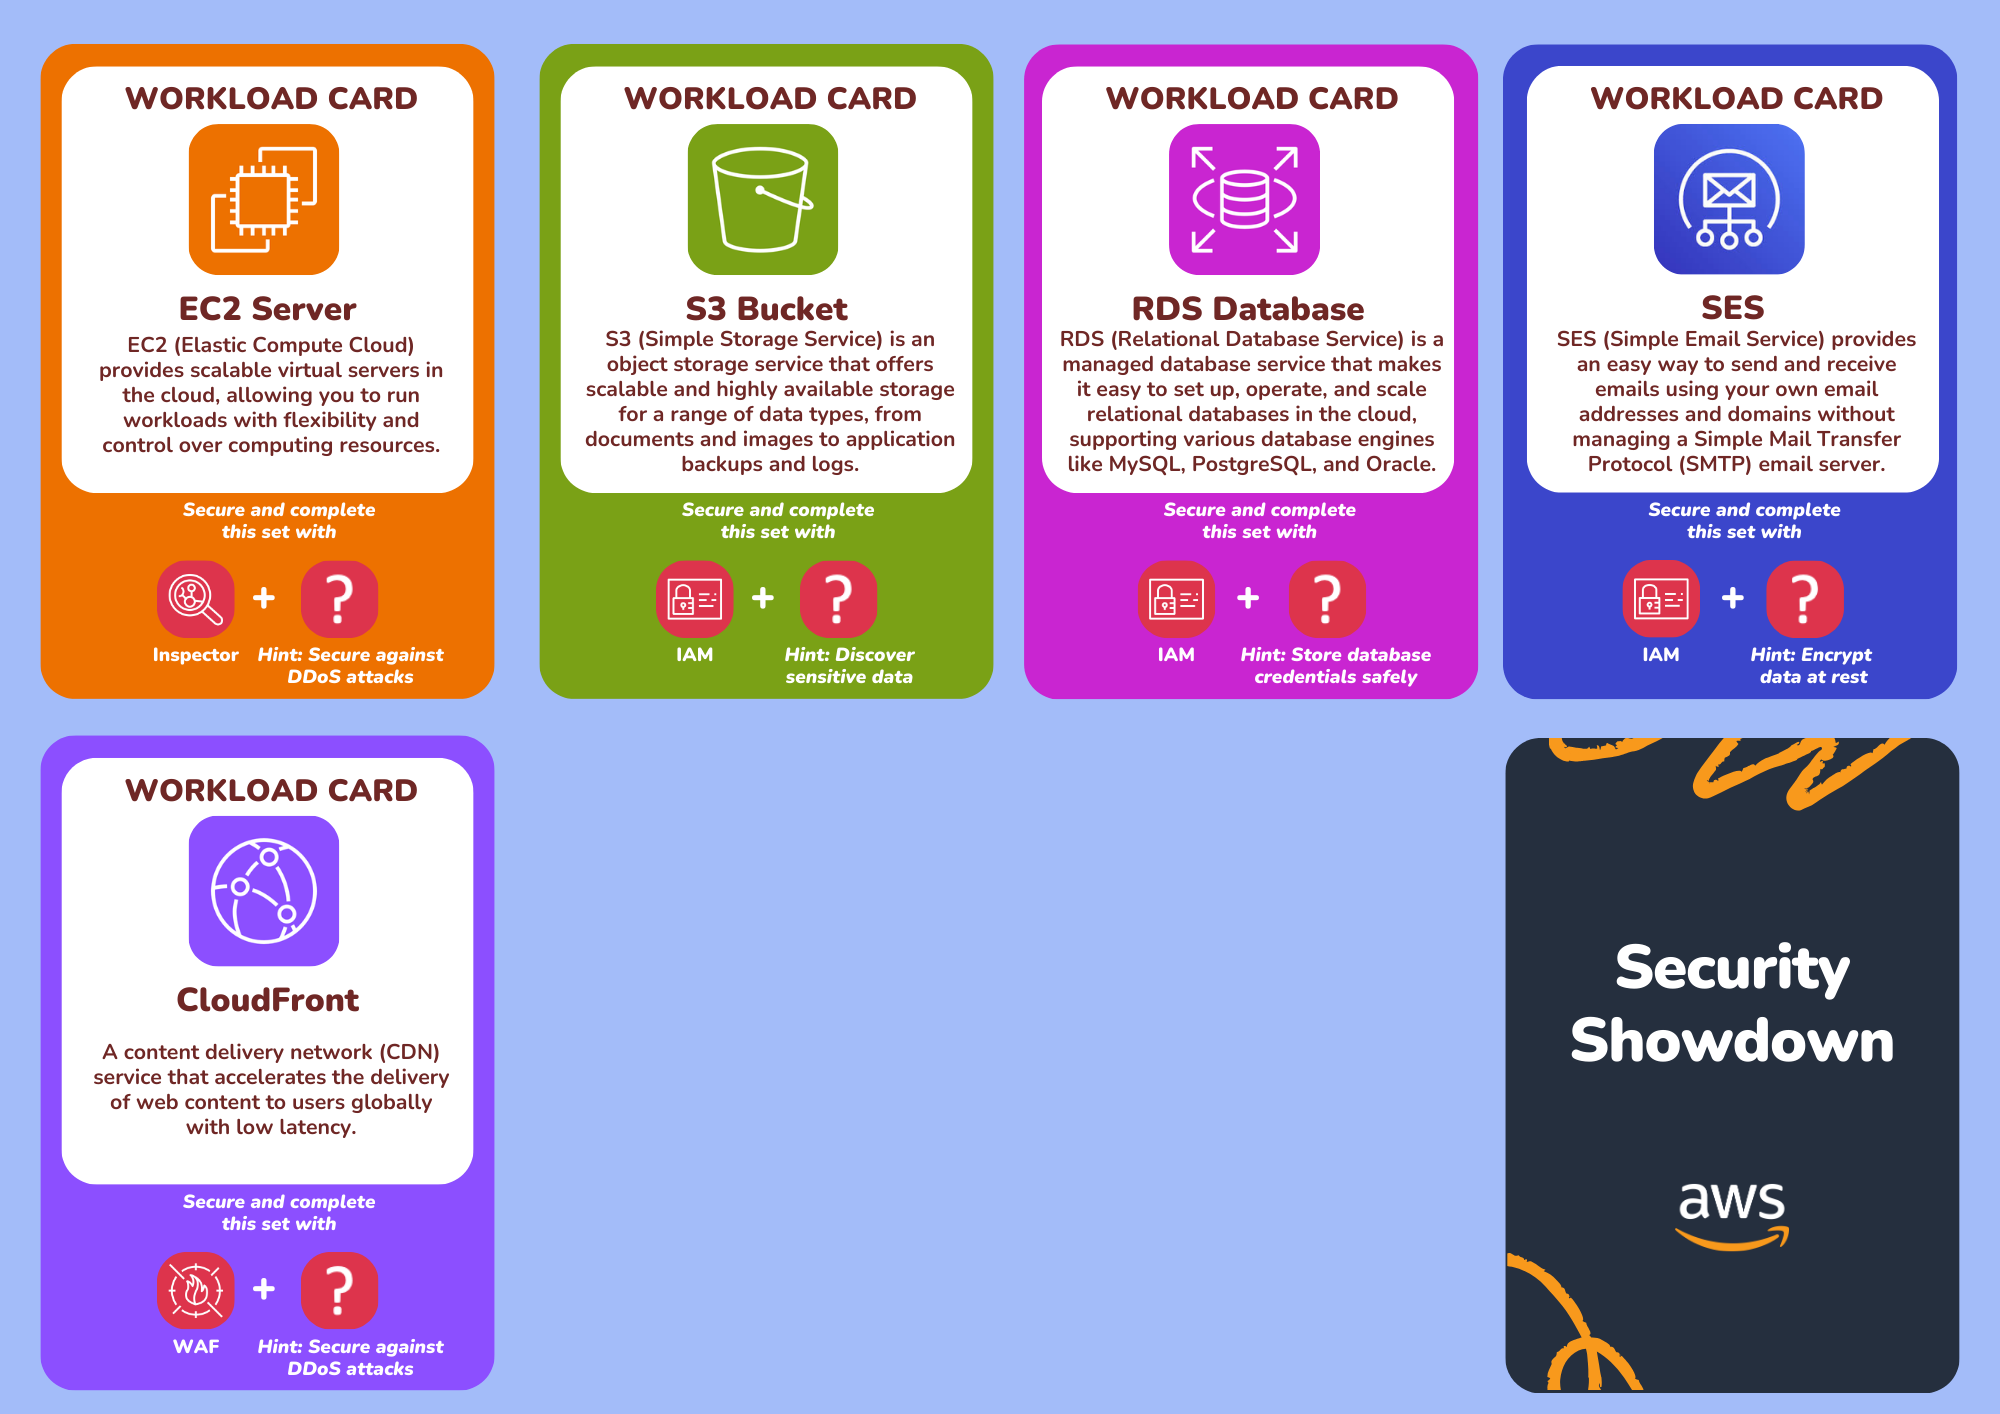 WORKLOAD CARD
EC2 Server
EC2 (Elastic Compute Cloud)
provides scalable virtual servers in
the cloud, allowing you to run
workloads with flexibility and
control over computing resources.
Secure and complete
this set with
+
?
Inspector
Hint: Secure against
DDoS attacks
WORKLOAD CARD
S3 Bucket
S3 (Simple Storage Service) is an
object storage service that offers
scalable and highly available storage
for a range of data types, from
documents and images to application
backups and logs.
Secure and complete
this set with
+
?
IAM
Hint: Discover
sensitive data
WORKLOAD CARD
RDS Database
RDS (Relational Database Service) is a
managed database service that makes
it easy to set up, operate, and scale
relational databases in the cloud,
supporting various database engines
like MySQL, PostgreSQL, and Oracle.
Secure and complete
this set with
+
?
IAM
Hint: Store database
credentials safely
WORKLOAD CARD
SES
SES (Simple Email Service) provides
an easy way to send and receive
emails using your own email
addresses and domains without
managing a Simple Mail Transfer
Protocol (SMTP) email server.
Secure and complete
this set with
+
?
IAM
Hint: Encrypt
data at rest
WORKLOAD CARD
CloudFront
A content delivery network (CDN)
service that accelerates the delivery
of web content to users globally
with low latency.
Secure and complete
this set with
+
?
WAF
Hint: Secure against
DDoS attacks
Security
Showdown
aws